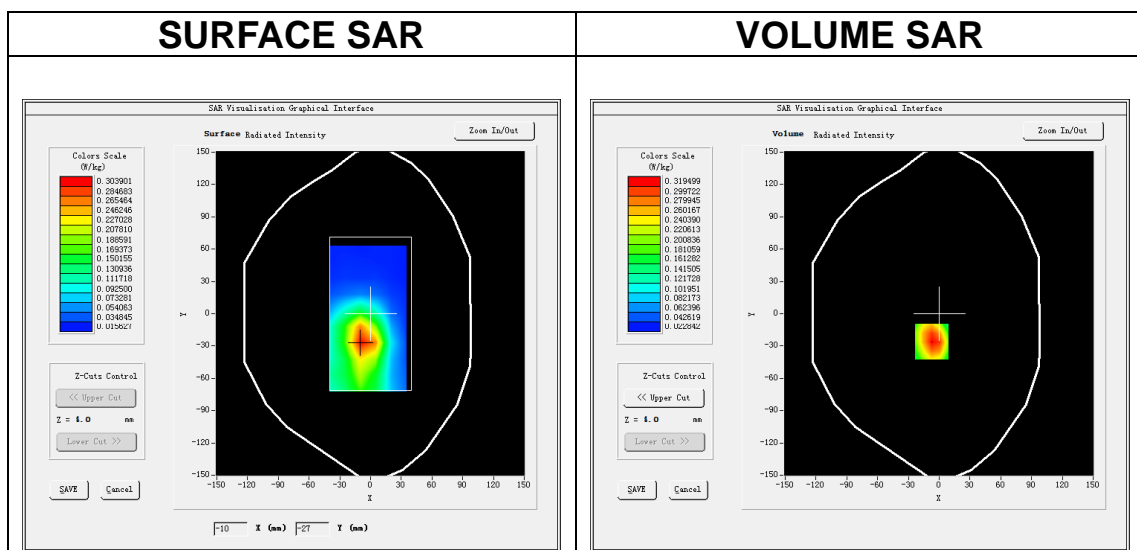 SURFACE SAR
VOLUME SAR
SAR Visualisation Graphical Interface
Surface Radiated Intensity
Zoom In/Out
Colors Scale
(W/kg)
0.303901
0.284683
0.265464
0.246246
0.227028
0.207810
0.188591
0.169373
0.150155
0.130936
0.111718
0.092500
0.073281
0.054063
0.034845
0.015627
150
120
90
60
30
0
-30
-60
-90
-120
-150
Y
-150 -120 -90 -60 -30 0 30 60 90 120 150
X
Z-Cuts Control
<< Upper Cut
Z = 4.0 mm
Lower Cut >>
SAVE Cancel
-10 X (mm) -27 Y (mm)
SAR Visualisation Graphical Interface
Volume Radiated Intensity
Zoom In/Out
Colors Scale
(W/kg)
0.319499
0.299722
0.279945
0.260167
0.240390
0.220613
0.200836
0.181059
0.161282
0.141505
0.121728
0.101951
0.082173
0.062396
0.042619
0.022842
150
120
90
60
30
0
-30
-60
-90
-120
-150
Y
-150 -120 -90 -60 -30 0 30 60 90 120 150
X
Z-Cuts Control
<< Upper Cut
Z = 4.0 mm
Lower Cut >>
SAVE Cancel